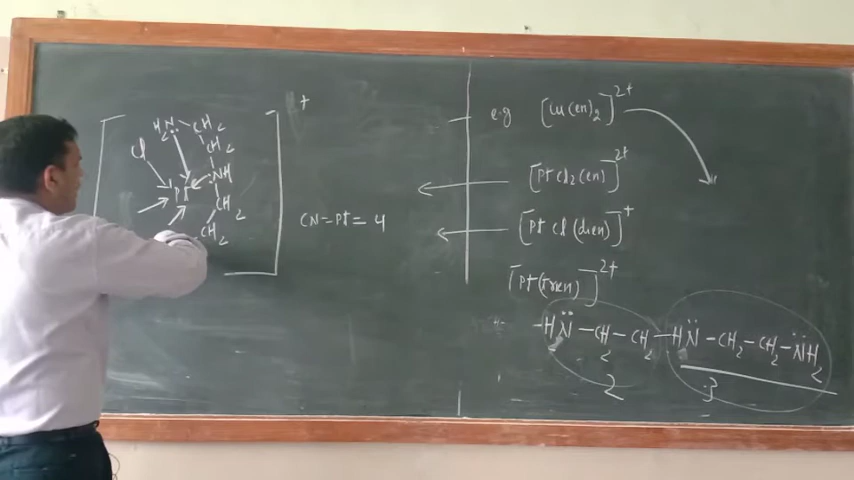 +
H₂N̈ - CH₂
CH₂
Cl
Pt
NH
CH₂
CH₂
CN = Pt = 4
e.g [Cu(en)₂]²⁺
[Pt Cl₂(en)]²⁺
[Pt Cl (dien)]⁺
[Pt(trien)]²⁺
-HN̈-CH₂-CH₂-HN̈-CH₂-CH₂-N̈H₂
2 3